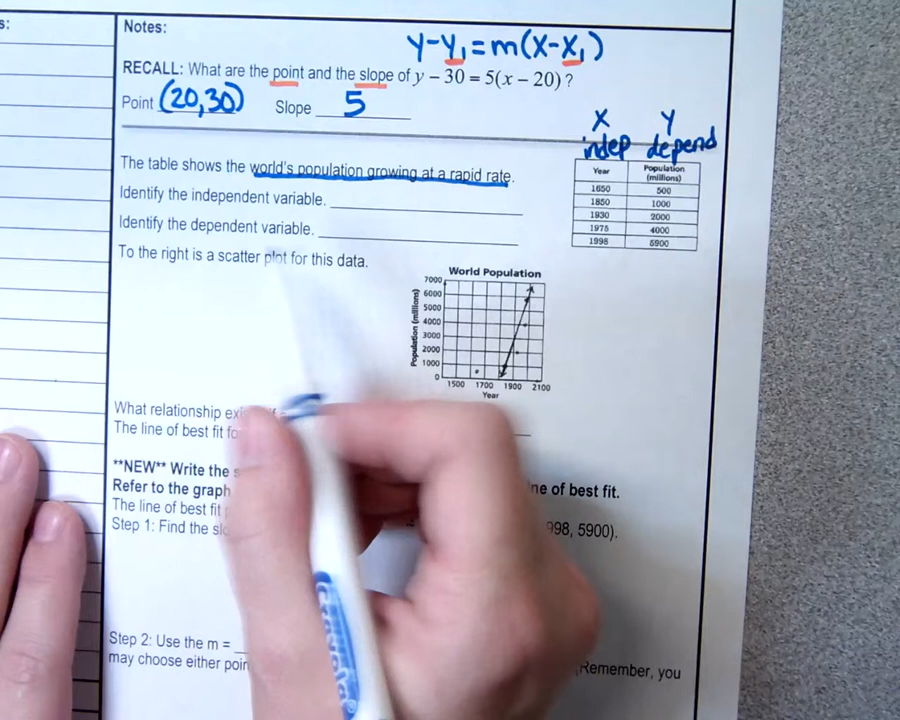 s:
Notes:
y-y₁=m(x-x₁)
RECALL: What are the point and the slope of y – 30 = 5(x – 20) ?
Point (20,30) Slope 5
X Y
indep depend
The table shows the world's population growing at a rapid rate.
Identify the independent variable.
Identify the dependent variable.
To the right is a scatter plot for this data.
Year Population (millions)
1650 500
1850 1000
1930 2000
1975 4000
1998 5900
World Population
Population (millions)
7000
6000
5000
4000
3000
2000
1000
0
1500 1700 1900 2100
Year
What relationship
The line of best fit
**NEW** Write the
Refer to the graph ne of best fit.
The line of best fit
Step 1: Find the 998, 5900).
Step 2: Use the m = (Remember, you
may choose either